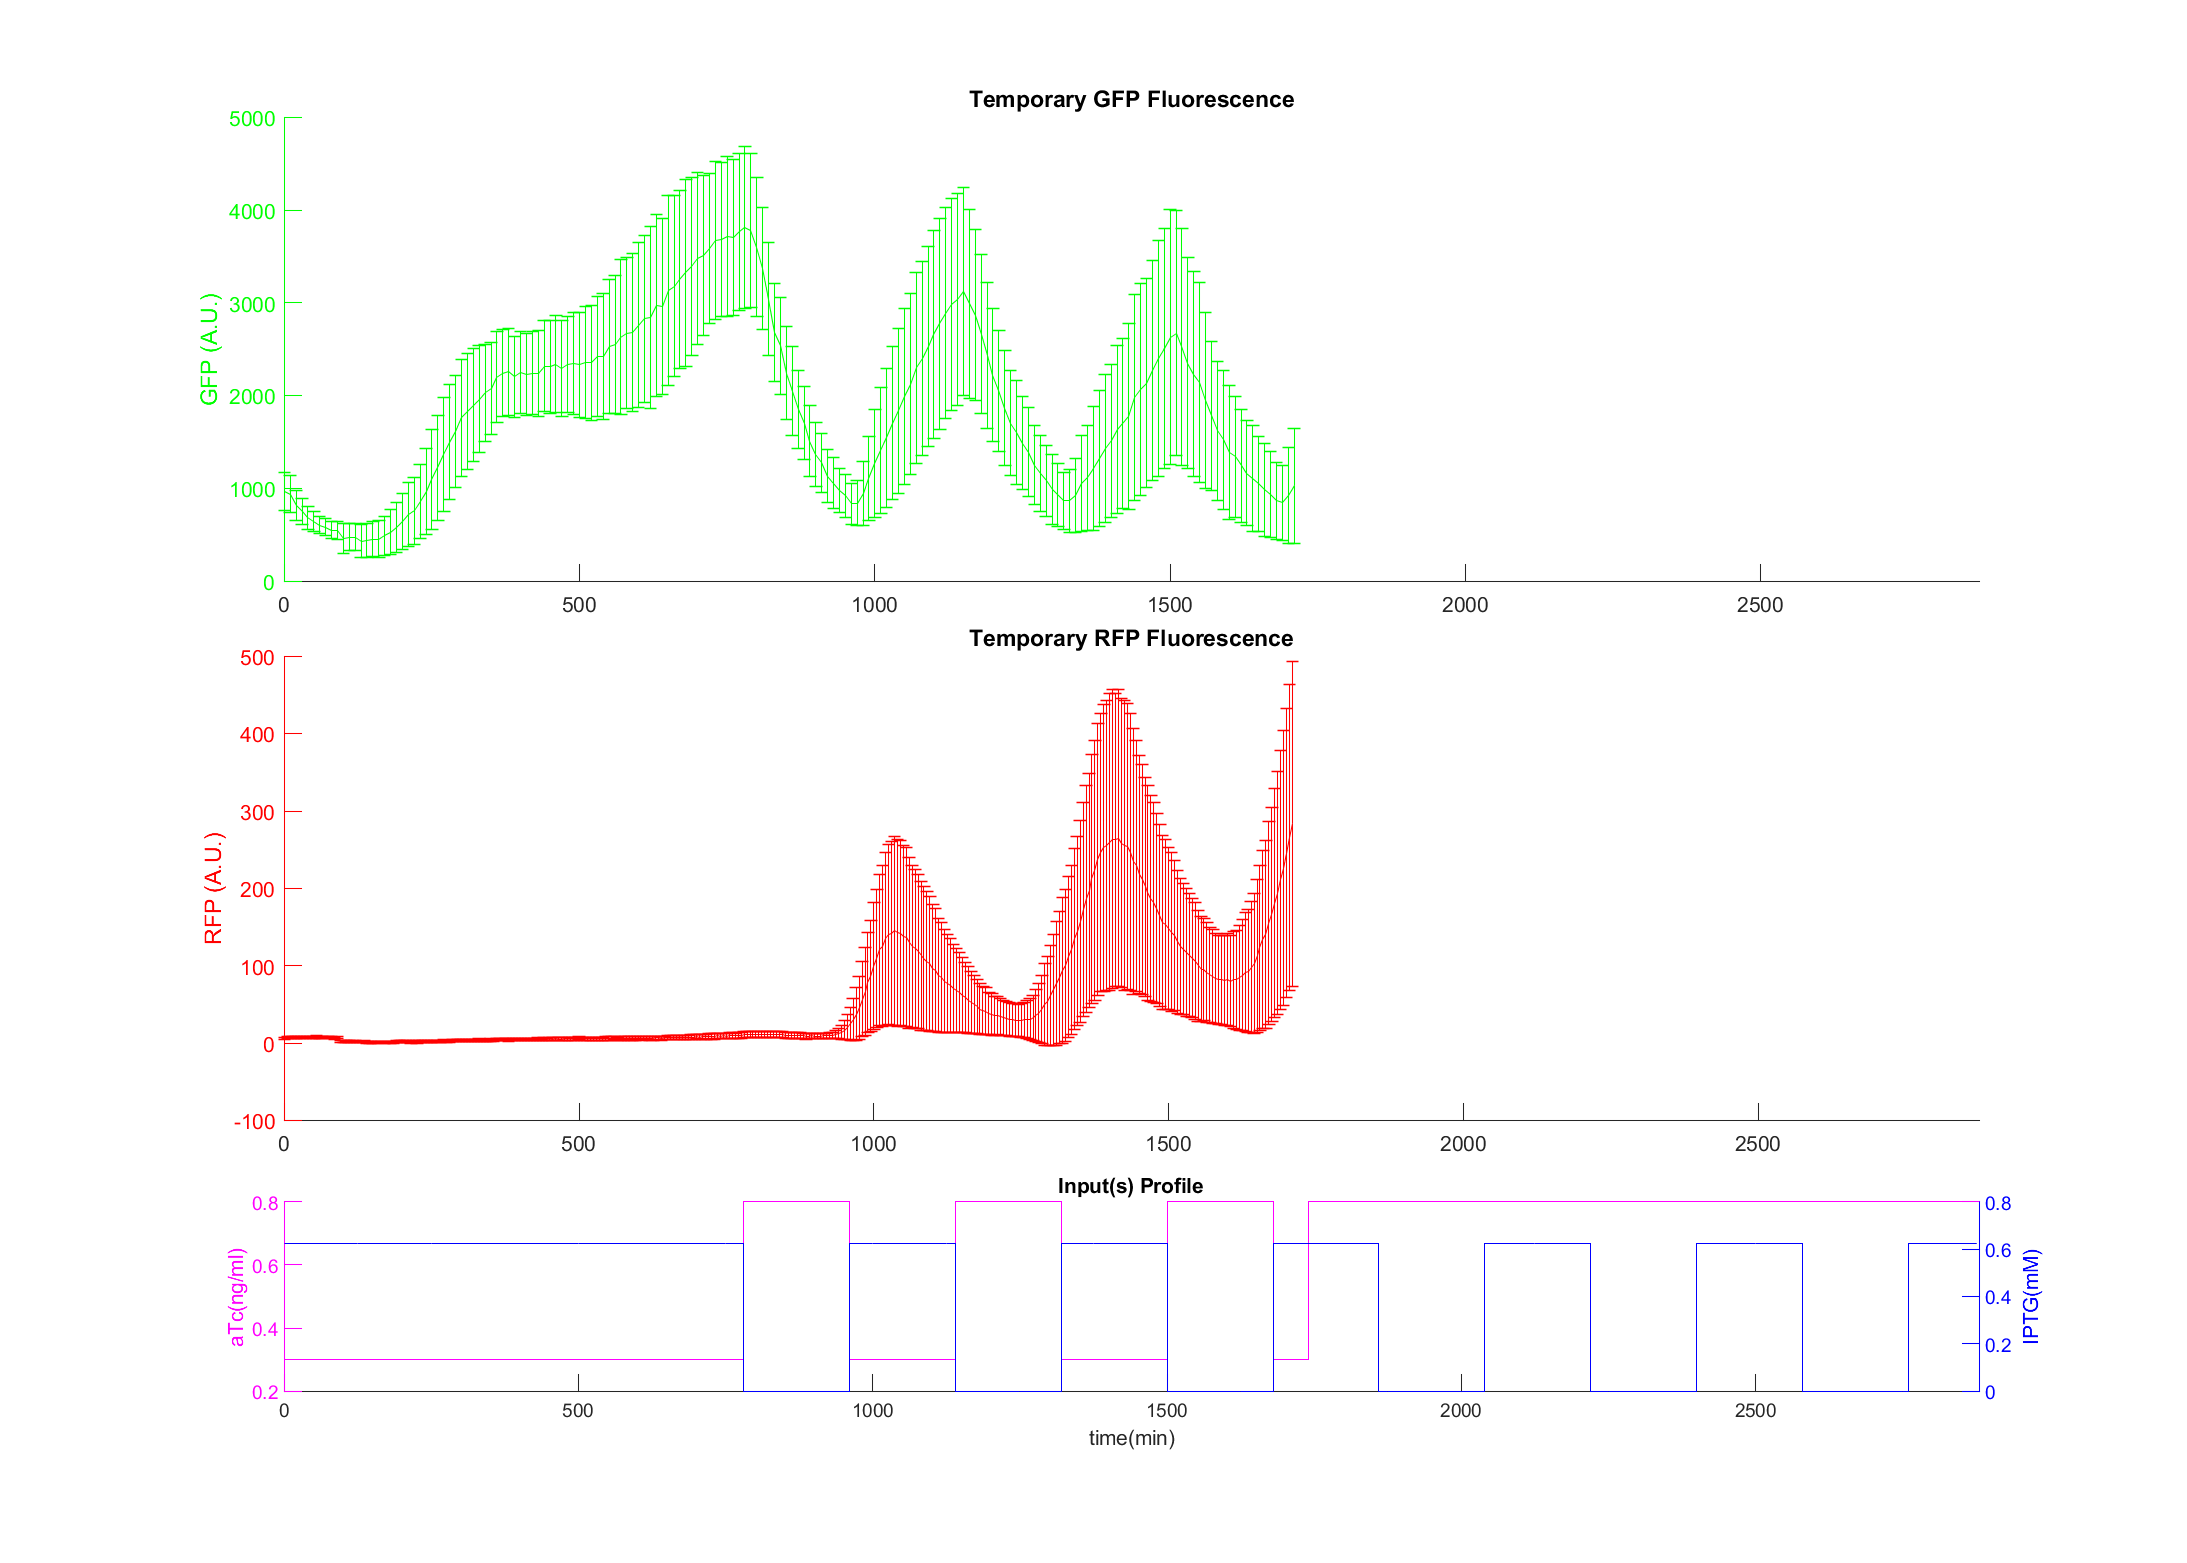 Temporary GFP Fluorescence
GFP (A.U.)
5000
4000
3000
2000
1000
0
0 500 1000 1500 2000 2500
Temporary RFP Fluorescence
RFP (A.U.)
500
400
300
200
100
0
-100
0 500 1000 1500 2000 2500
Input(s) Profile
aTc(ng/ml)
0.8
0.6
0.4
0.2
0.8
0.6
0.4
0.2
0
IPTG(mM)
0 500 1000 1500 2000 2500
time(min)